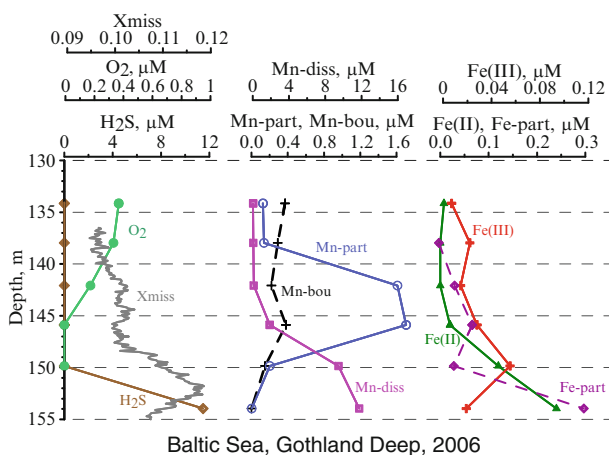 Xmiss
0.09 0.10 0.11 0.12
O2, µM Mn-diss, µM Fe(III), µM
0 0.2 0.4 0.6 0.8 1 0 4 8 12 16 0 0.04 0.08 0.12
H2S, µM Mn-part, Mn-bou, µM Fe(II), Fe-part, µM
0 4 8 12 0.0 0.4 0.8 1.2 1.6 0.0 0.1 0.2 0.3
130
135
O2 Mn-part Fe(III)
140
Xmiss Mn-bou
145
Fe(II)
150
H2S Mn-diss Fe-part
155
Depth, m
Baltic Sea, Gothland Deep, 2006